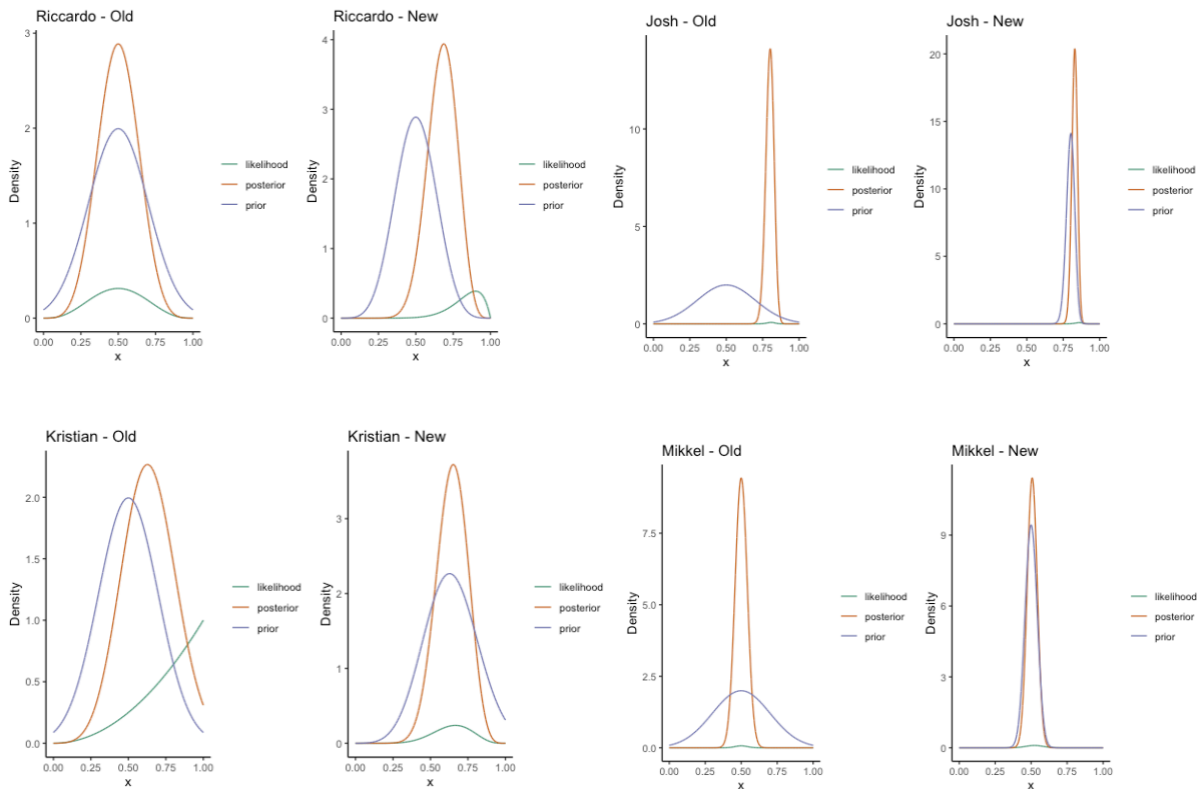 Riccardo - Old
3
2
1
0
Density
0.00 0.25 0.50 0.75 1.00
x
likelihood
posterior
prior
Riccardo - New
4
3
2
1
0
Density
0.00 0.25 0.50 0.75 1.00
x
likelihood
posterior
prior
Josh - Old
10
5
0
Density
0.00 0.25 0.50 0.75 1.00
x
likelihood
posterior
prior
Josh - New
20
15
10
5
0
Density
0.00 0.25 0.50 0.75 1.00
x
likelihood
posterior
prior
Kristian - Old
2.0
1.5
1.0
0.5
0.0
Density
0.00 0.25 0.50 0.75 1.00
x
likelihood
posterior
prior
Kristian - New
3
2
1
0
Density
0.00 0.25 0.50 0.75 1.00
x
likelihood
posterior
prior
Mikkel - Old
7.5
5.0
2.5
0.0
Density
0.00 0.25 0.50 0.75 1.00
x
likelihood
posterior
prior
Mikkel - New
9
6
3
0
Density
0.00 0.25 0.50 0.75 1.00
x
likelihood
posterior
prior